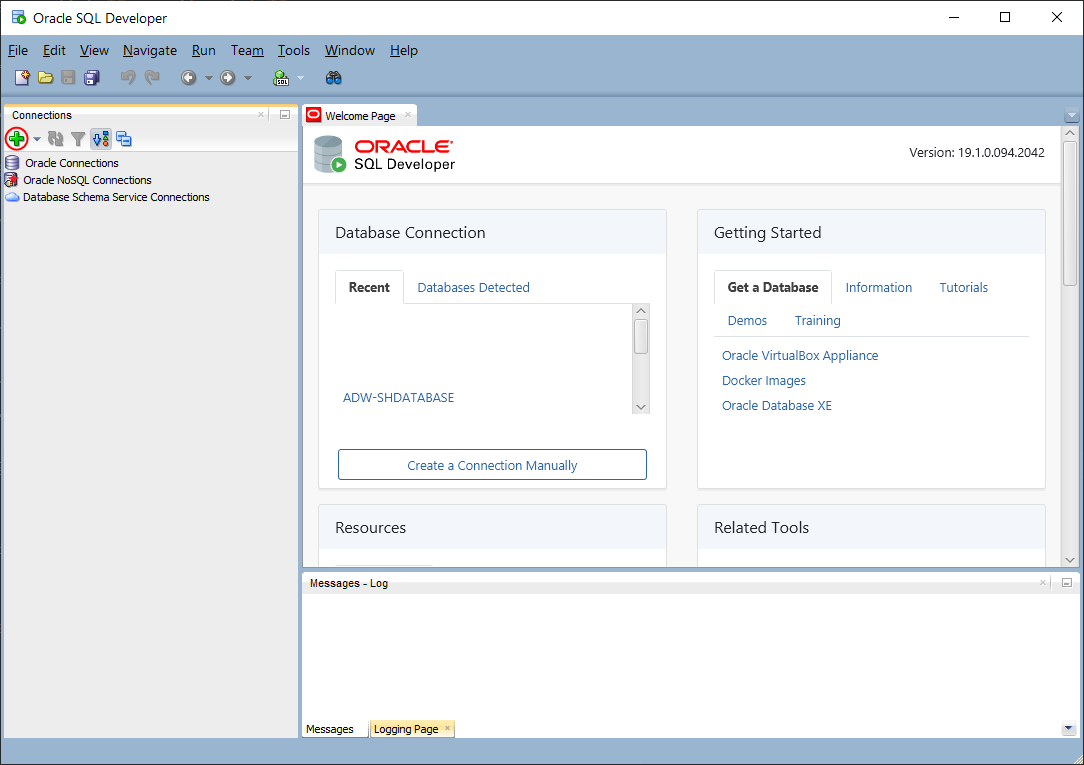 Oracle SQL Developer
File Edit View Navigate Run Team Tools Window Help
SQL
Connections
Oracle Connections
Oracle NoSQL Connections
Database Schema Service Connections
Welcome Page
ORACLE
SQL Developer
Version: 19.1.0.094.2042
Database Connection
Recent Databases Detected
ADW-SHDATABASE
Create a Connection Manually
Getting Started
Get a Database Information Tutorials
Demos Training
Oracle VirtualBox Appliance
Docker Images
Oracle Database XE
Resources
Related Tools
Messages - Log
Messages Logging Page